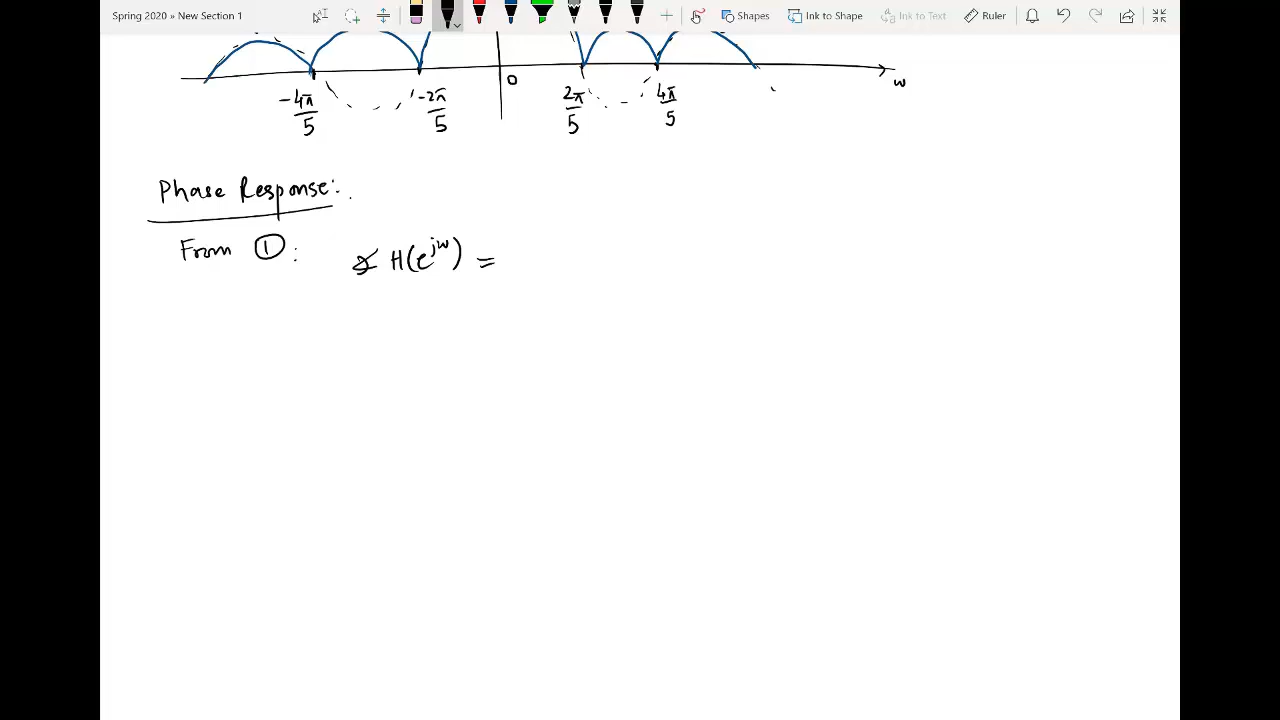 Spring 2020 » New Section 1
Shapes
Ink to Shape
Ink to Text
Ruler
0
w
-4π/5
-2π/5
2π/5
4π/5
Phase Response:
From ①: ∡ H(e^jw) =